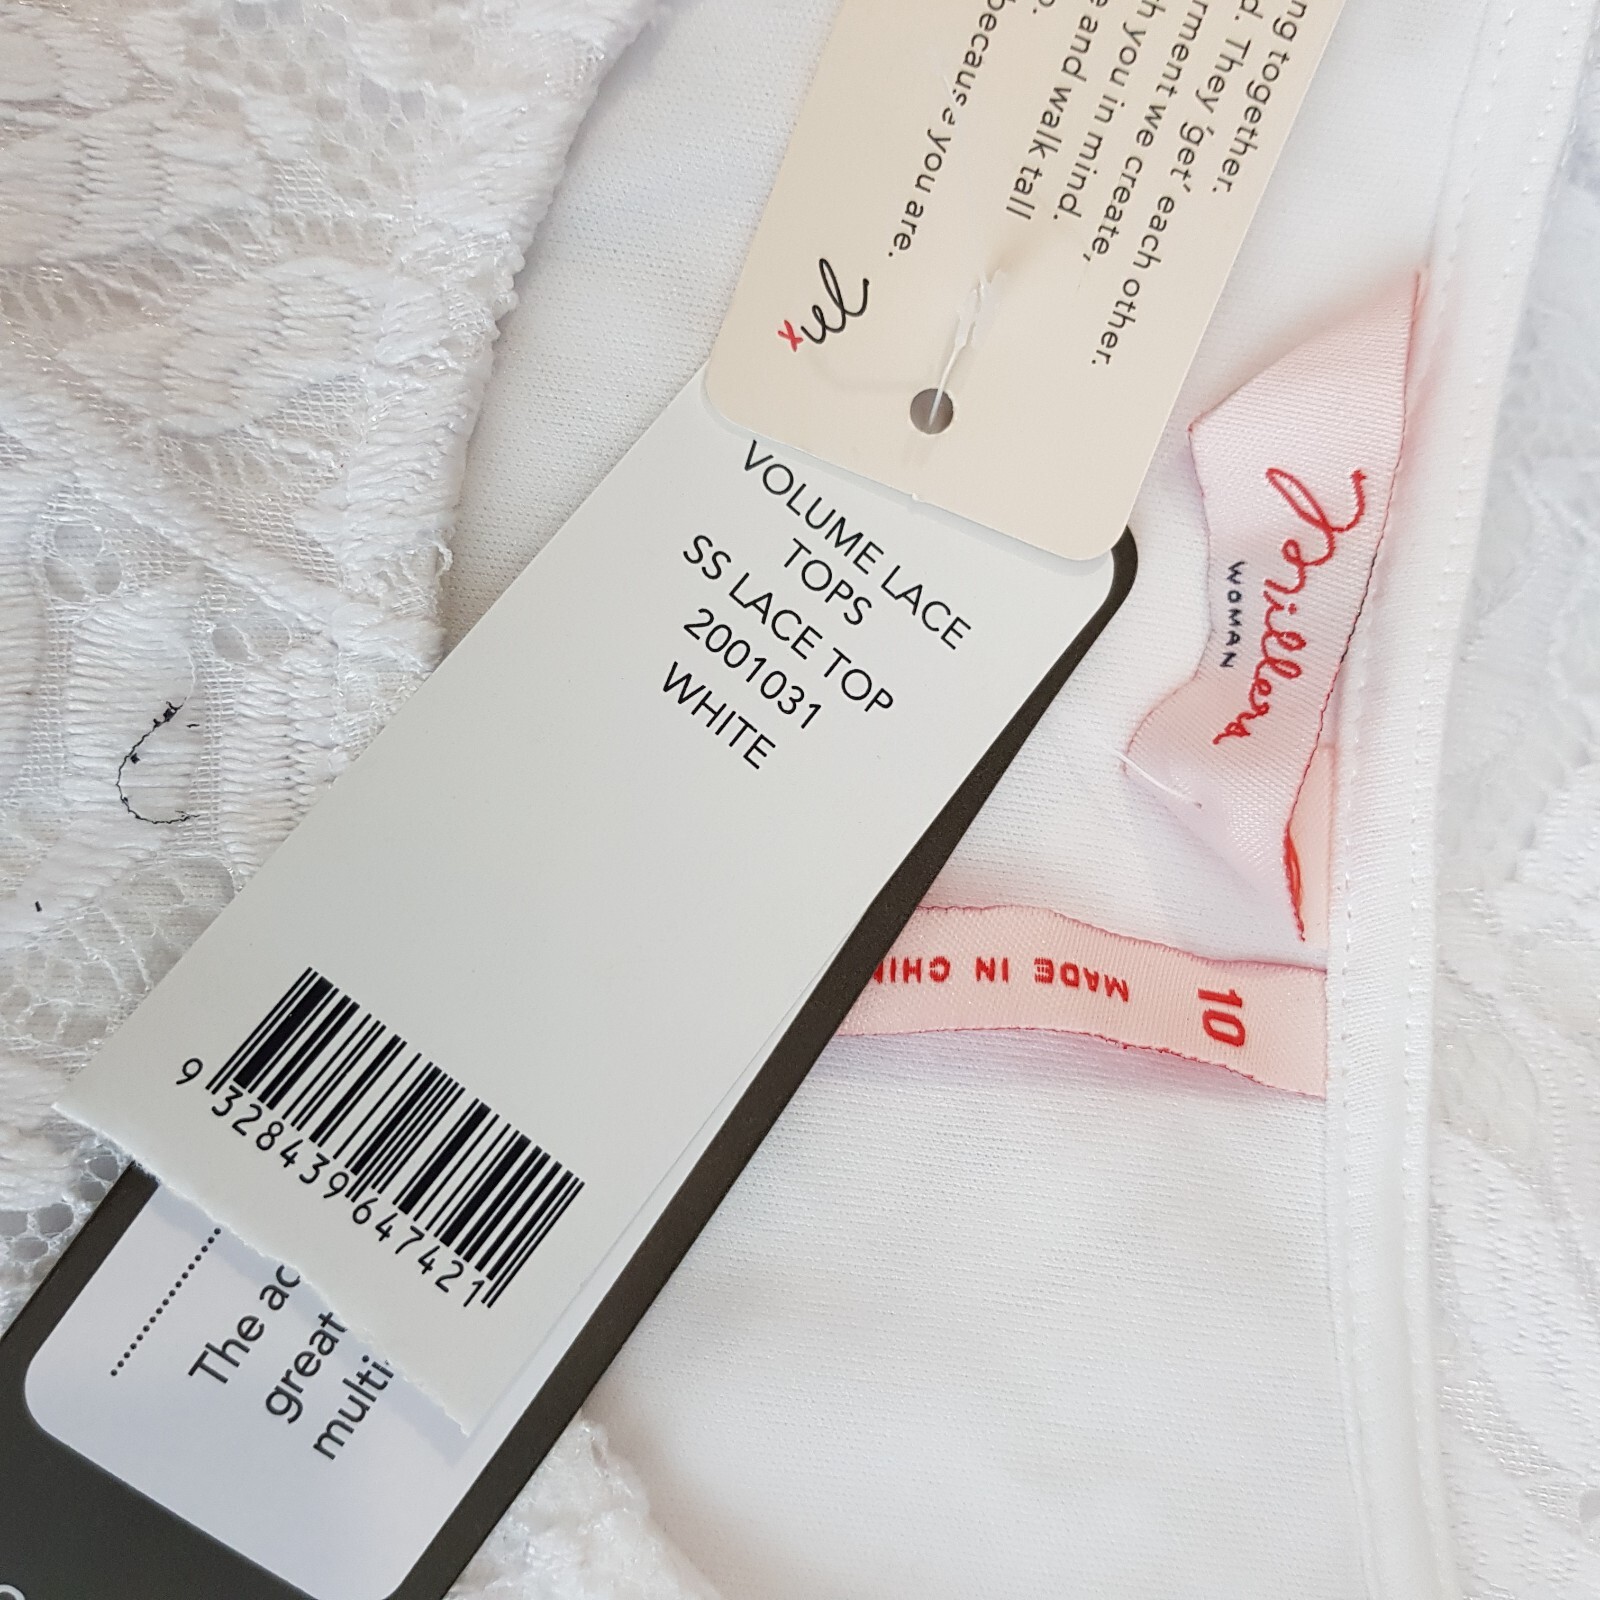 ng together.
d. They 'get' each other.
rment we create,
h you in mind.
e and walk tall
because you are.
m x
VOLUME LACE
TOPS
SS LACE TOP
2001031
WHITE
9 328439 647421
The ac
great
multi
Millers
WOMAN
10
MADE IN CHIN